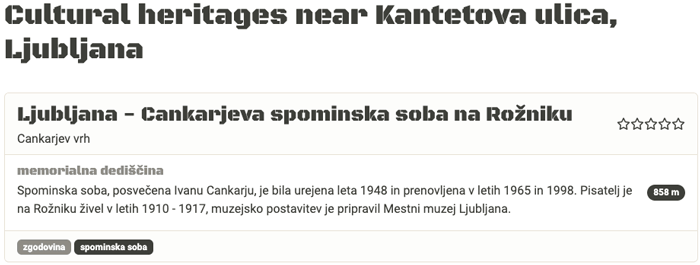 Cultural heritages near Kantetova ulica,
Ljubljana
Ljubljana - Cankarjeva spominska soba na Rožniku
Cankarjev vrh
memorialna dediščina
Spominska soba, posvečena Ivanu Cankarju, je bila urejena leta 1948 in prenovljena v letih 1965 in 1998. Pisatelj je
na Rožniku živel v letih 1910 - 1917, muzejsko postavitev je pripravil Mestni muzej Ljubljana.
858 m
zgodovina spominska soba